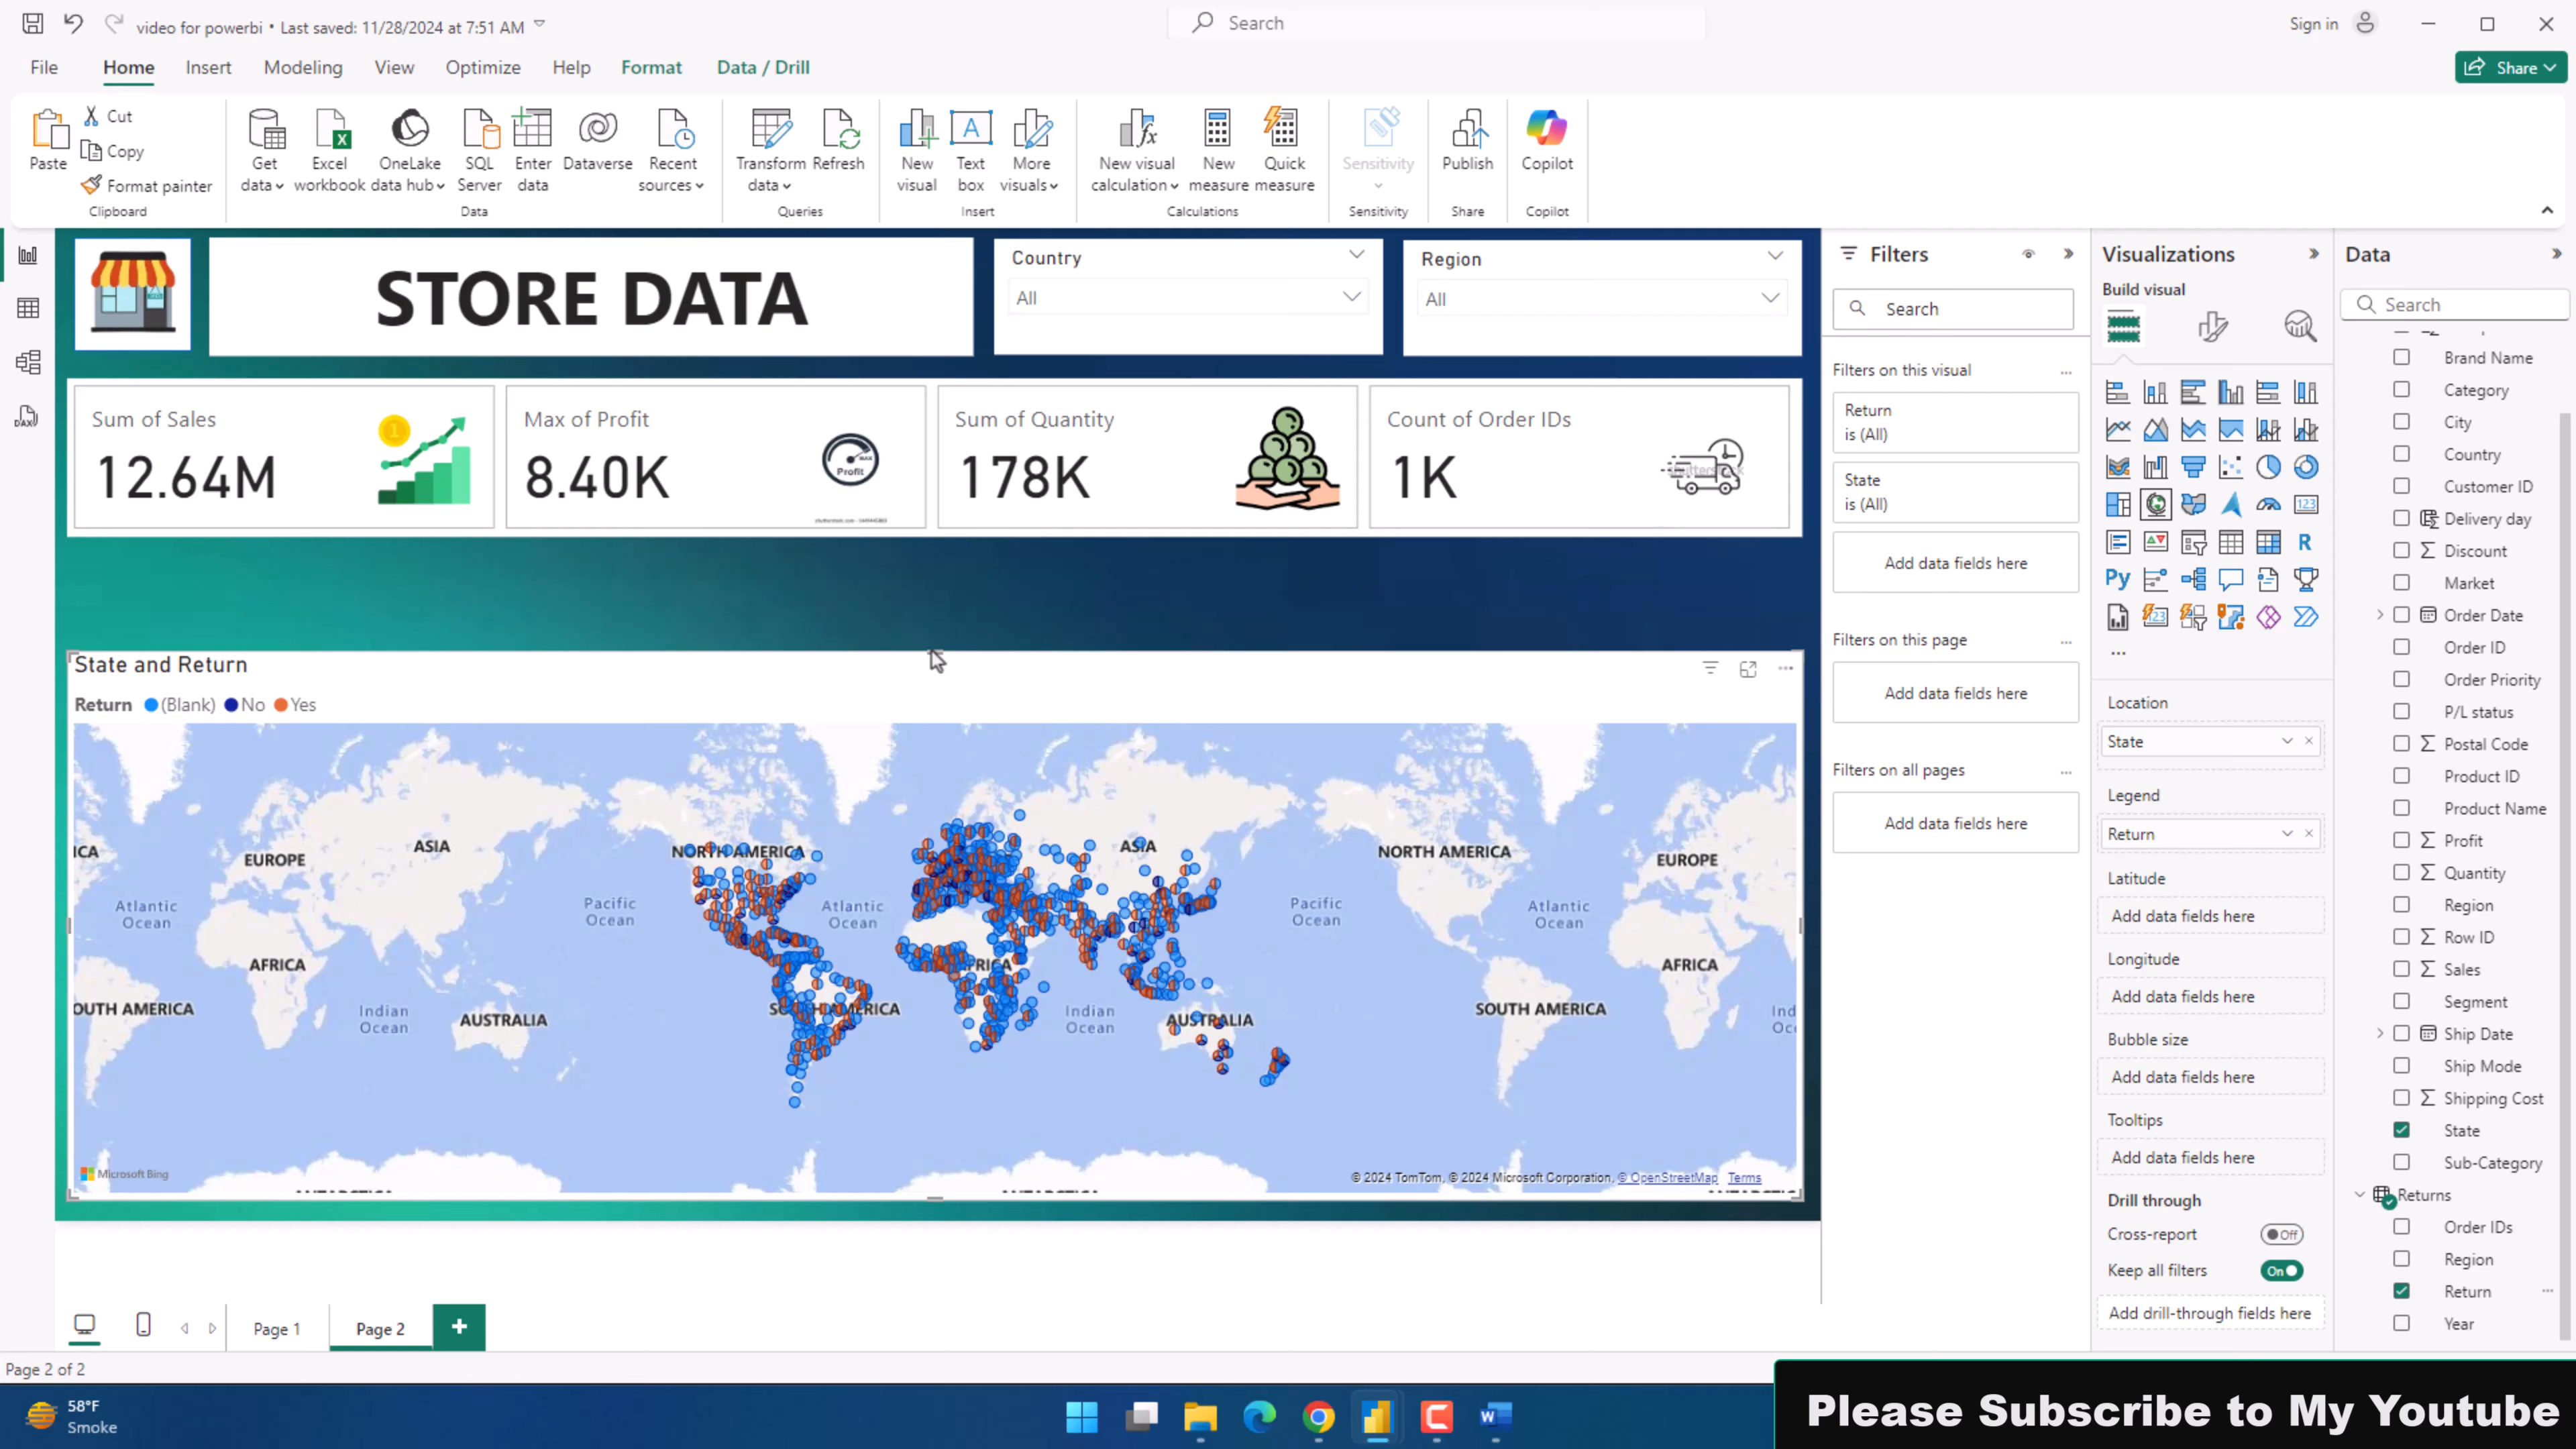 video for powerbi • Last saved: 11/28/2024 at 7:51 AM
Search
Sign in
File
Home
Insert
Modeling
View
Optimize
Help
Format
Data / Drill
Share
Paste
Cut
Copy
Format painter
Clipboard
Get data
Excel workbook
OneLake data hub
SQL Server
Enter data
Dataverse
Recent sources
Data
Transform data
Refresh
Queries
New visual
Text box
More visuals
Insert
New visual calculation
New measure
Quick measure
Calculations
Sensitivity
Sensitivity
Publish
Share
Copilot
Copilot
STORE DATA
Country
All
Region
All
Sum of Sales
12.64M
Max of Profit
8.40K
Profit
Sum of Quantity
178K
Count of Order IDs
1K
State and Return
Return (Blank) No Yes
ICA
EUROPE
ASIA
NORTH AMERICA
ASIA
NORTH AMERICA
EUROPE
Atlantic Ocean
Pacific Ocean
Atlantic Ocean
Pacific Ocean
Atlantic Ocean
AFRICA
AFRICA
OUTH AMERICA
Indian Ocean
AUSTRALIA
Indian Ocean
AUSTRALIA
SOUTH AMERICA
Microsoft Bing
© 2024 TomTom, © 2024 Microsoft Corporation, © OpenStreetMap Terms
Filters
Search
Filters on this visual
Return
is (All)
State
is (All)
Add data fields here
Filters on this page
Add data fields here
Filters on all pages
Add data fields here
Visualizations
Build visual
Location
State
Legend
Return
Latitude
Add data fields here
Longitude
Add data fields here
Bubble size
Add data fields here
Tooltips
Add data fields here
Drill through
Cross-report
Off
Keep all filters
On
Add drill-through fields here
Data
Search
Brand Name
Category
City
Country
Customer ID
Delivery day
Discount
Market
Order Date
Order ID
Order Priority
P/L status
Postal Code
Product ID
Product Name
Profit
Quantity
Region
Row ID
Sales
Segment
Ship Date
Ship Mode
Shipping Cost
State
Sub-Category
Returns
Order IDs
Region
Return
Year
Page 1
Page 2
Page 2 of 2
58°F
Smoke
Please Subscribe to My Youtube